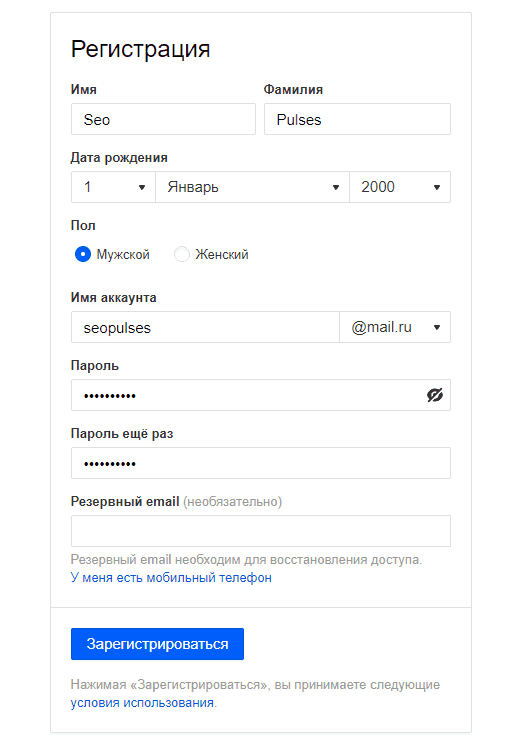 Регистрация
Имя Фамилия
Seo Pulses
Дата рождения
1 Январь 2000
Пол
Мужской Женский
Имя аккаунта
seopulses @mail.ru
Пароль
••••••••••
Пароль ещё раз
••••••••••
Резервный email (необязательно)
Резервный email необходим для восстановления доступа.
У меня есть мобильный телефон
Зарегистрироваться
Нажимая «Зарегистрироваться», вы принимаете следующие
условия использования.